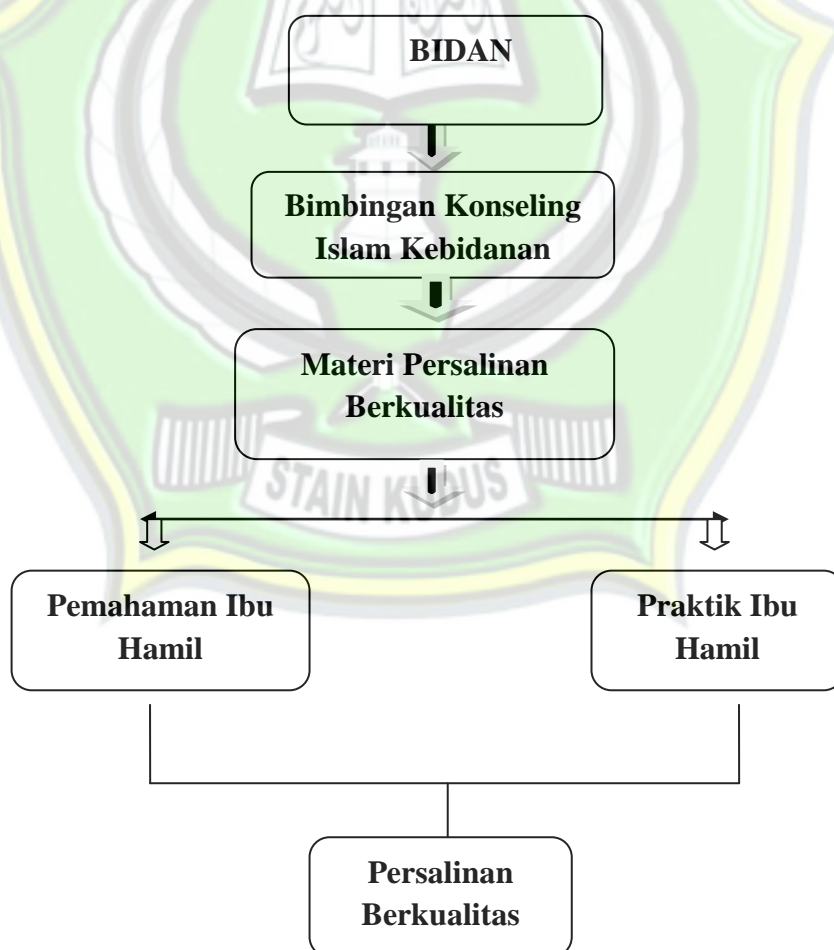 BIDAN
Bimbingan Konseling
Islam Kebidanan
Materi Persalinan
Berkualitas
STAIN KUDUS
Pemahaman Ibu
Hamil
Praktik Ibu
Hamil
Persalinan
Berkualitas